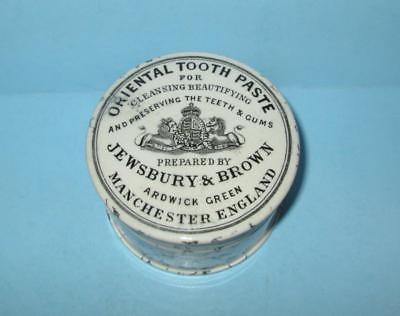 ORIENTAL TOOTH PASTE
FOR
CLEANSING BEAUTIFYING
AND PRESERVING THE TEETH & GUMS
PREPARED BY
JEWSBURY & BROWN
ARDWICK GREEN
MANCHESTER ENGLAND